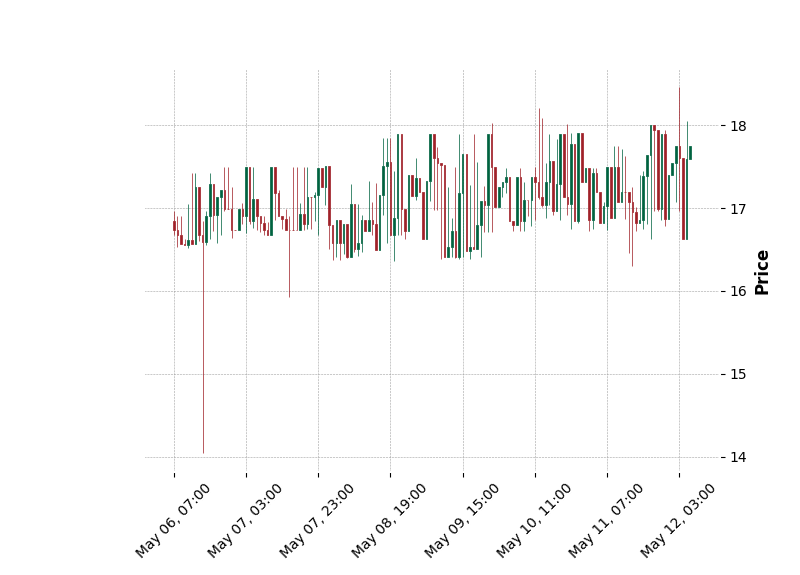 18
17
16
15
14
Price
May 06, 07:00
May 07, 03:00
May 07, 23:00
May 08, 19:00
May 09, 15:00
May 10, 11:00
May 11, 07:00
May 12, 03:00